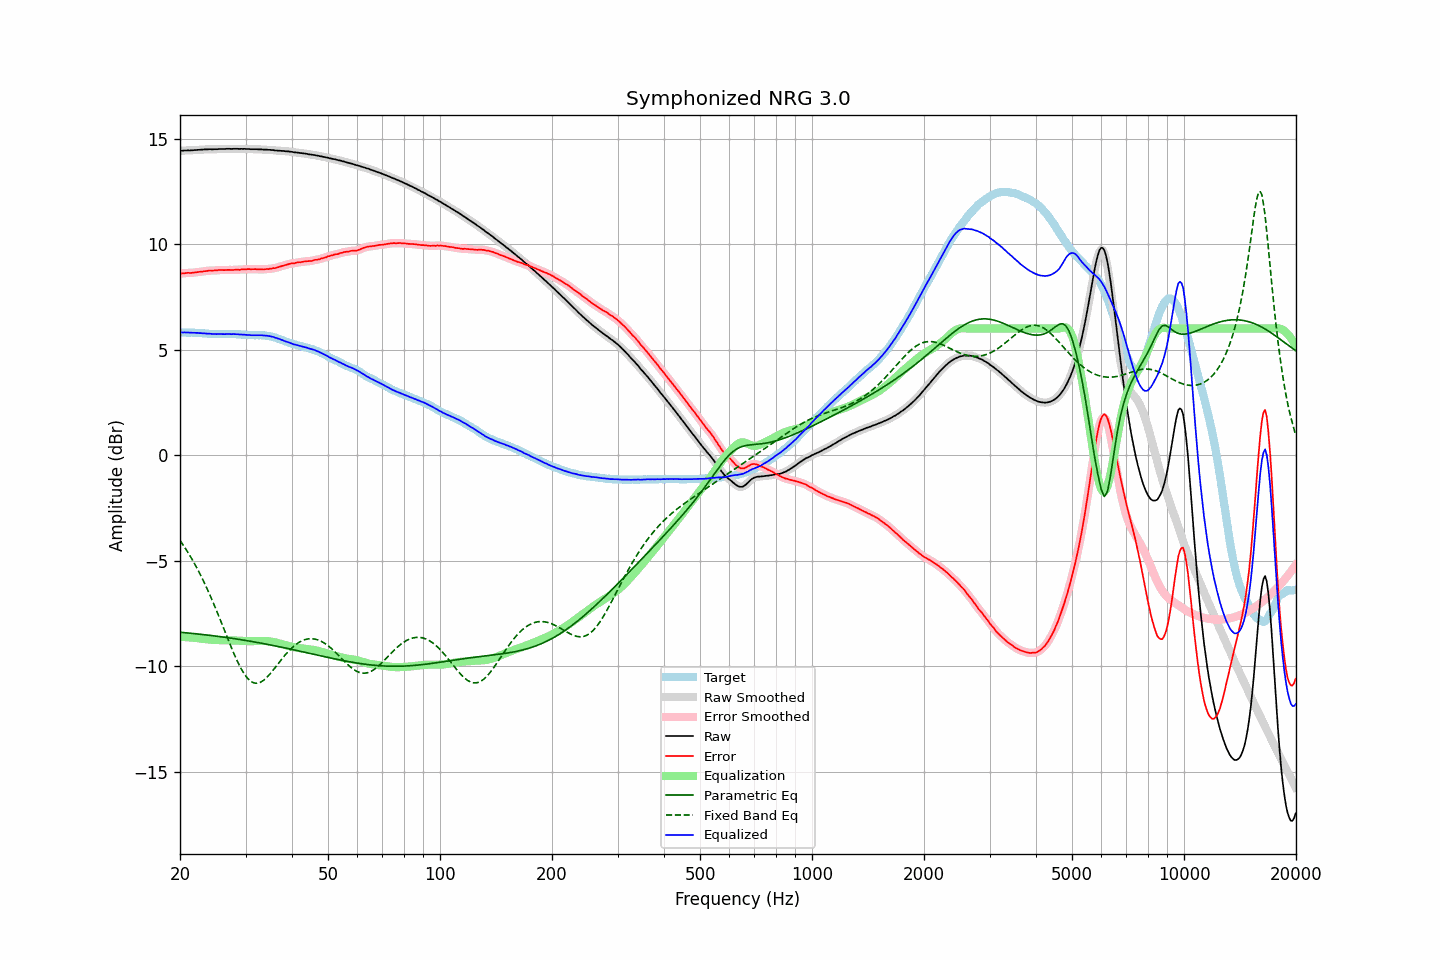 Symphonized NRG 3.0
15
10
5
0
−5
−10
−15
Amplitude (dBr)
Target
Raw Smoothed
Error Smoothed
Raw
Error
Equalization
Parametric Eq
Fixed Band Eq
Equalized
20 50 100 200 500 1000 2000 5000 10000 20000
Frequency (Hz)